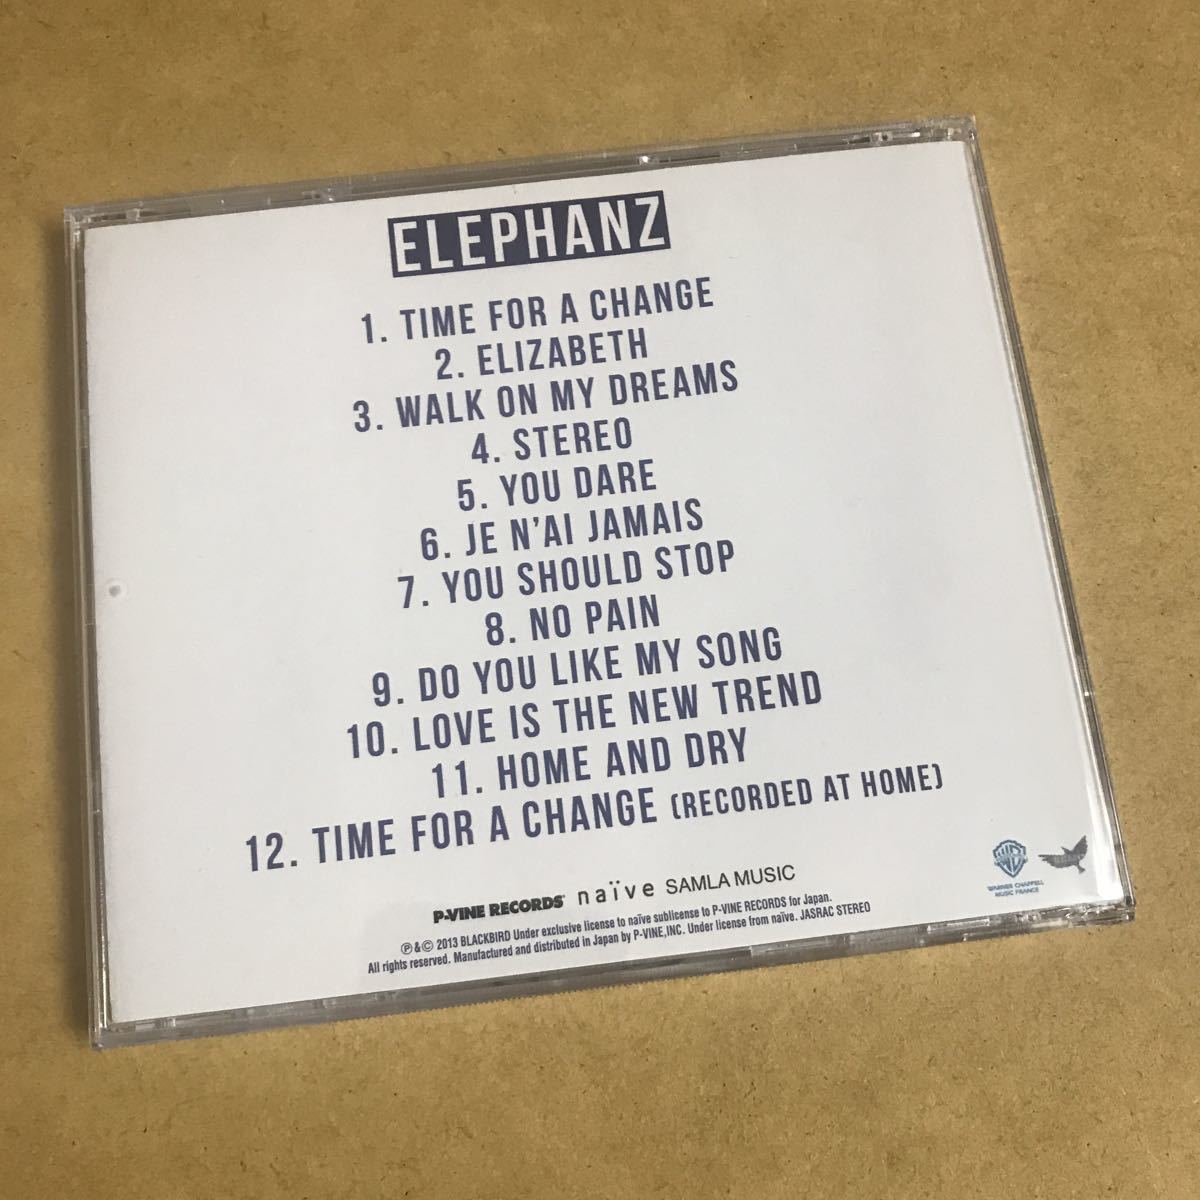 ELEPHANZ
1. TIME FOR A CHANGE
2. ELIZABETH
3. WALK ON MY DREAMS
4. STEREO
5. YOU DARE
6. JE N'AI JAMAIS
7. YOU SHOULD STOP
8. NO PAIN
9. DO YOU LIKE MY SONG
10. LOVE IS THE NEW TREND
11. HOME AND DRY
12. TIME FOR A CHANGE (RECORDED AT HOME)
WARNER CHAPPELL
MUSIC FRANCE
P-VINE RECORDS naïve SAMLA MUSIC
℗&© 2013 BLACKBIRD Under exclusive license to naïve sublicense to P-VINE RECORDS for Japan.
All rights reserved. Manufactured and distributed in Japan by P-VINE,INC. Under license from naïve. JASRAC STEREO